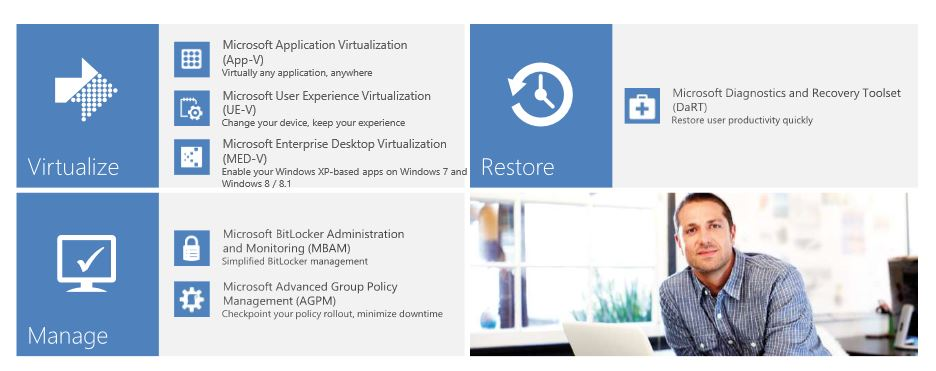 Virtualize
Microsoft Application Virtualization
(App-V)
Virtually any application, anywhere
Microsoft User Experience Virtualization
(UE-V)
Change your device, keep your experience
Microsoft Enterprise Desktop Virtualization
(MED-V)
Enable your Windows XP-based apps on Windows 7 and
Windows 8 / 8.1
Restore
Microsoft Diagnostics and Recovery Toolset
(DaRT)
Restore user productivity quickly
Manage
Microsoft BitLocker Administration
and Monitoring (MBAM)
Simplified BitLocker management
Microsoft Advanced Group Policy
Management (AGPM)
Checkpoint your policy rollout, minimize downtime